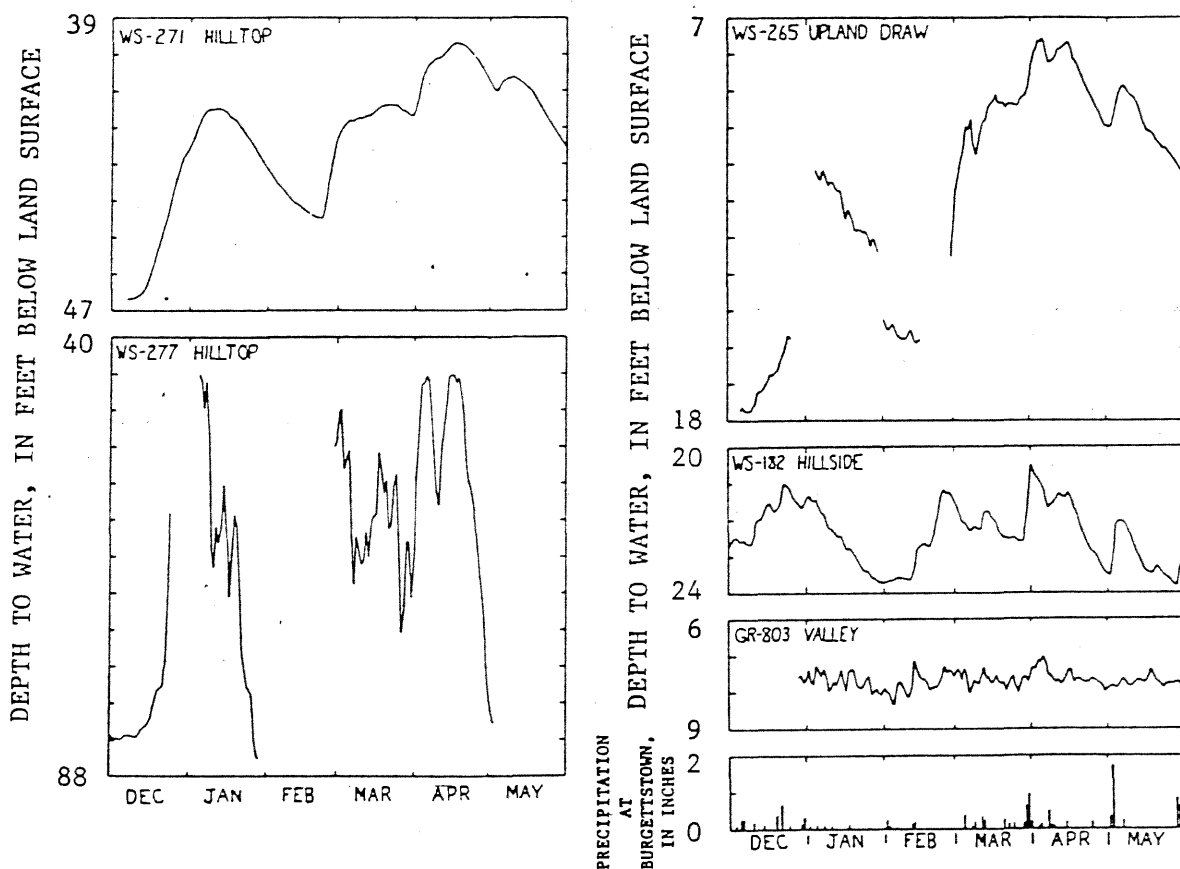 DEPTH TO WATER, IN FEET BELOW LAND SURFACE
39
WS-271 HILLTOP
47
40
WS-277 HILLTOP
88
DEC JAN FEB MAR APR MAY
DEPTH TO WATER, IN FEET BELOW LAND SURFACE
7
WS-265 UPLAND DRAW
18
20
WS-182 HILLSIDE
24
6
GR-803 VALLEY
9
PRECIPITATION
AT
BURGETTSTOWN,
IN INCHES
2
0
DEC JAN FEB MAR APR MAY